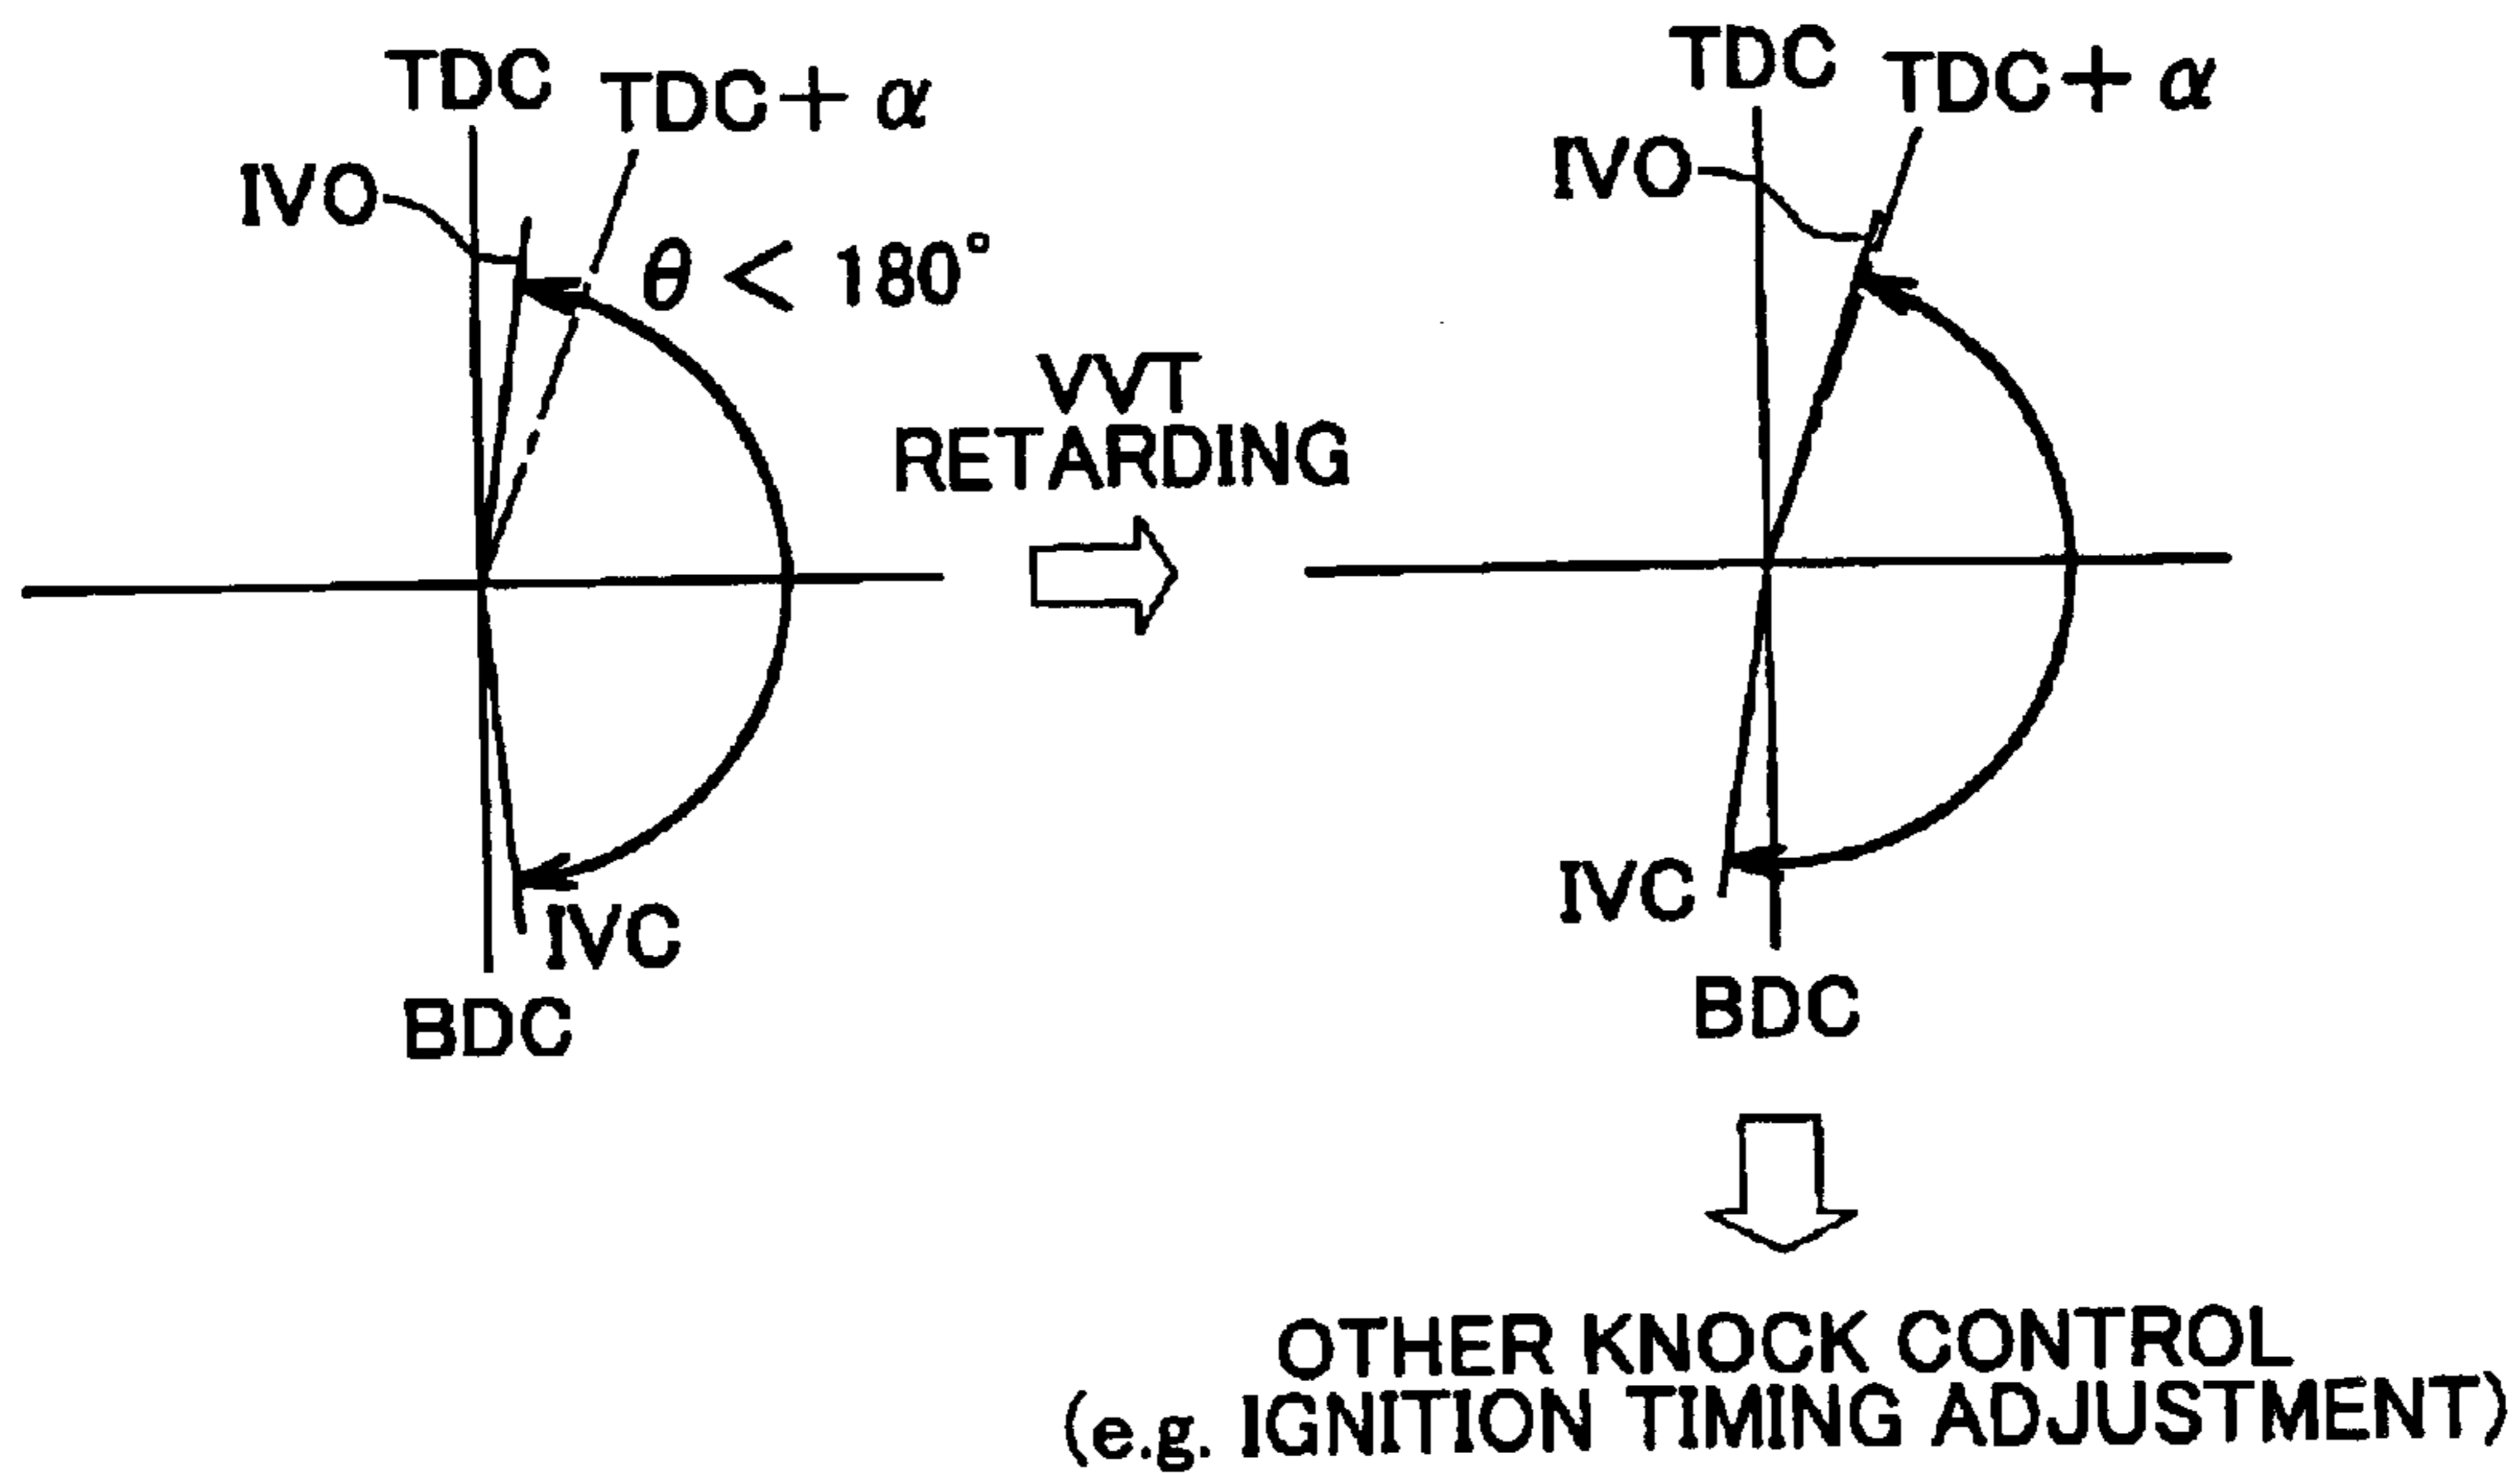 TDC
TDC+ α
IVO
θ < 180°
IVC
BDC
VVT
RETARDING
TDC
TDC+ α
IVO
IVC
BDC
OTHER KNOCK CONTROL
(e.g. IGNITION TIMING ADJUSTMENT)